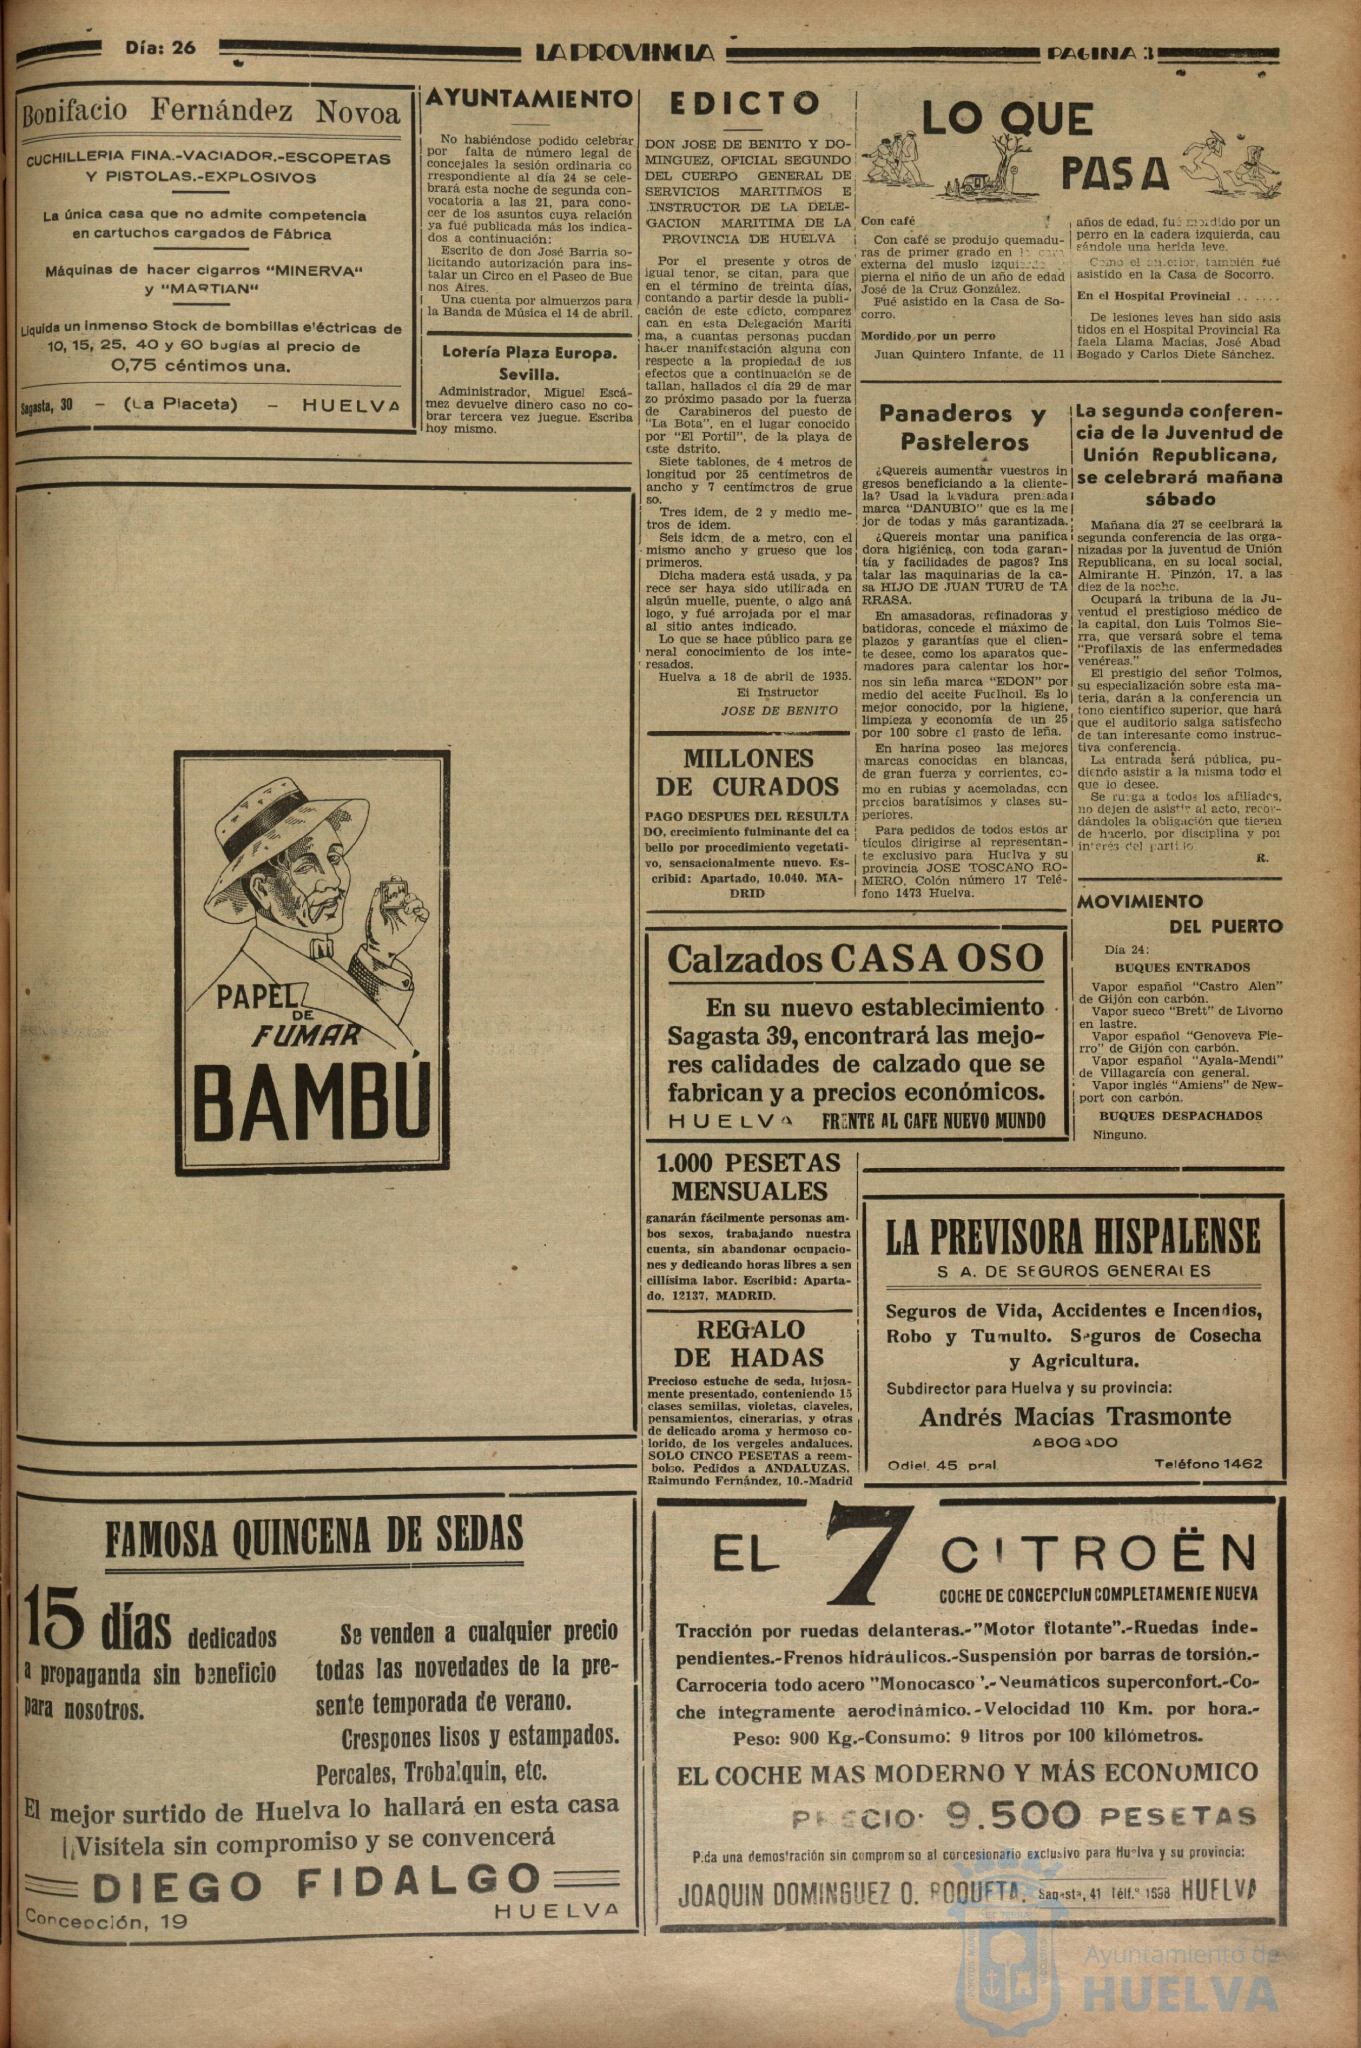 Día: 26
LA PROVINCIA
PAGINA 3
Bonifacio Fernández Novoa
CUCHILLERIA FINA.-VACIADOR.-ESCOPETAS
Y PISTOLAS.-EXPLOSIVOS
La única casa que no admite competencia
en cartuchos cargados de Fábrica
Máquinas de hacer cigarros "MINERVA"
y "MARTIAN"
Liquida un inmenso Stock de bombillas eléctricas de
10, 15, 25, 40 y 60 bugías al precio de
0,75 céntimos una.
Sagasta, 30 - (La Placeta) - HUELVA
AYUNTAMIENTO
No habiéndose podido celebrar
por falta de número legal de
concejales la sesión ordinaria co
rrespondiente al día 24 se cele-
brará esta noche de segunda con-
vocatoria a las 21, para cono-
cer de los asuntos cuya relación
ya fué publicada más los indica-
dos a continuación:
Escrito de don José Barria so-
licitando autorización para ins-
talar un Circo en el Paseo de Bue
nos Aires.
Una cuenta por almuerzos para
la Banda de Música el 14 de abril.
Lotería Plaza Europa.
Sevilla.
Administrador, Miguel Escá-
mez devuelve dinero caso no co-
brar tercera vez juegue. Escriba
hoy mismo.
PAPEL
DE
FUMAR
BAMBÚ
FAMOSA QUINCENA DE SEDAS
15 días dedicados
a propaganda sin beneficio
para nosotros.
Se venden a cualquier precio
todas las novedades de la pre-
sente temporada de verano.
Crespones lisos y estampados.
Percales, Trobalquín, etc.
El mejor surtido de Huelva lo hallará en esta casa
¡¡Visítela sin compromiso y se convencerá
DIEGO FIDALGO
Concepción, 19
HUELVA
EDICTO
DON JOSE DE BENITO Y DO-
MINGUEZ, OFICIAL SEGUNDO
DEL CUERPO GENERAL DE
SERVICIOS MARITIMOS E
INSTRUCTOR DE LA DELE-
GACION MARITIMA DE LA
PROVINCIA DE HUELVA
Por el presente y otros de
igual tenor, se citan, para que
en el término de treinta días,
contando a partir desde la publi-
cación de este edicto, comparez
can en esta Delegación Maríti
ma, a cuantas personas puedan
hacer manifestación alguna con
respecto a la propiedad de los
efectos que a continuación se de
tallan, hallados el día 29 de mar
zo próximo pasado por la fuerza
de Carabineros del puesto de
"La Bota", en el lugar conocido
por "El Portil", de la playa de
este dstrito.
Siete tablones, de 4 metros de
longitud por 25 centímetros de
ancho y 7 centímetros de grue
so.
Tres idem, de 2 y medio me-
tros de idem.
Seis idem, de a metro, con el
mismo ancho y grueso que los
primeros.
Dicha madera está usada, y pa
rece ser haya sido utilizada en
algún muelle, puente, o algo aná
logo, y fué arrojada por el mar
al sitio antes indicado.
Lo que se hace público para ge
neral conocimiento de los inte-
resados.
Huelva a 18 de abril de 1935.
El Instructor
JOSE DE BENITO
MILLONES
DE CURADOS
PAGO DESPUES DEL RESULTA
DO, crecimiento fulminante del ca
bello por procedimiento vegetati-
vo, sensacionalmente nuevo. Es-
cribid: Apartado, 10.040. MA-
DRID
LO QUE
PASA
Con café
Con café se produjo quemadu-
ras de primer grado en la cara
externa del muslo izquierdo
pierna el niño de un año de edad
José de la Cruz González.
Fué asistido en la Casa de So-
corro.
Mordido por un perro
Juan Quintero Infante, de 11
años de edad, fué mordido por un
perro en la cadera izquierda, cau
sándole una herida leve.
Como el anterior, también fué
asistido en la Casa de Socorro.
En el Hospital Provincial
De lesiones leves han sido asis
tidos en el Hospital Provincial Ra
faela Llama Macías, José Abad
Bogado y Carlos Diete Sánchez.
Panaderos y
Pasteleros
¿Quereis aumentar vuestros in
gresos beneficiando a la cliente-
la? Usad la levadura prensada
marca "DANUBIO" que es la me
jor de todas y más garantizada.
¿Quereis montar una panifica
dora higiénica, con toda garan-
tía y facilidades de pagos? Ins
talar las maquinarias de la ca-
sa HIJO DE JUAN TURU de TA
RRASA.
En amasadoras, refinadoras y
batidoras, concede el máximo de
plazos y garantías que el clien-
te desee, como los aparatos que-
madores para calentar los hor-
nos sin leña marca "EDON" por
medio del aceite Fuelhoil. Es lo
mejor conocido, por la higiene,
limpieza y economía de un 25
por 100 sobre el gasto de leña.
En harina poseo las mejores
marcas conocidas en blancas,
de gran fuerza y corrientes, co-
mo en rubias y acemoladas, con
precios baratísimos y clases su-
periores.
Para pedidos de todos estos ar
tículos dirigirse al representan-
te exclusivo para Huelva y su
provincia JOSE TOSCANO RO-
MERO, Colón número 17 Telé-
fono 1473 Huelva.
La segunda conferen-
cia de la Juventud de
Unión Republicana,
se celebrará mañana
sábado
Mañana día 27 se ceelbrará la
segunda conferencia de las orga-
nizadas por la juventud de Unión
Republicana, en su local social,
Almirante H. Pinzón, 17, a las
diez de la noche.
Ocupará la tribuna de la Ju-
ventud el prestigioso médico de
la capital, don Luis Tolmos Sie-
rra, que versará sobre el tema
"Profilaxis de las enfermedades
venéreas."
El prestigio del señor Tolmos,
su especialización sobre esta ma-
teria, darán a la conferencia un
tono científico superior, que hará
que el auditorio salga satisfecho
de tan interesante como instruc-
tiva conferencia.
La entrada será pública, pu-
diendo asistir a la misma todo el
que lo desee.
Se ruega a todos los afiliados,
no dejen de asistir al acto, recor-
dándoles la obligación que tienen
de hacerlo, por disciplina y por
interés del partido.
R.
MOVIMIENTO
DEL PUERTO
Día 24:
BUQUES ENTRADOS
Vapor español "Castro Alen"
de Gijón con carbón.
Vapor sueco "Brett" de Livorno
en lastre.
Vapor español "Genoveva Fie-
rro" de Gijón con carbón.
Vapor español "Ayala-Mendi"
de Villagarcía con general.
Vapor inglés "Amiens" de New-
port con carbón.
BUQUES DESPACHADOS
Ninguno.
Calzados CASA OSO
En su nuevo establecimiento
Sagasta 39, encontrará las mejo-
res calidades de calzado que se
fabrican y a precios económicos.
HUELVA FRENTE AL CAFE NUEVO MUNDO
1.000 PESETAS
MENSUALES
ganarán fácilmente personas am-
bos sexos, trabajando nuestra
cuenta, sin abandonar ocupacio-
nes y dedicando horas libres a sen
cillísima labor. Escribid: Aparta-
do, 12137, MADRID.
REGALO
DE HADAS
Precioso estuche de seda, lujosa-
mente presentado, conteniendo 15
clases semillas, violetas, claveles,
pensamientos, cinerarias, y otras
de delicado aroma y hermoso co-
lorido, de los vergeles andaluces.
SOLO CINCO PESETAS a reem-
bolso. Pedidos a ANDALUZAS.
Raimundo Fernández, 10.-Madrid
LA PREVISORA HISPALENSE
S A. DE SEGUROS GENERALES
Seguros de Vida, Accidentes e Incendios,
Robo y Tumulto. Seguros de Cosecha
y Agricultura.
Subdirector para Huelva y su provincia:
Andrés Macías Trasmonte
ABOGADO
Odiel, 45 pral.
Teléfono 1462
EL 7 CITROËN
COCHE DE CONCEPCIUN COMPLETAMENTE NUEVA
Tracción por ruedas delanteras.-"Motor flotante".-Ruedas inde-
pendientes.-Frenos hidráulicos.-Suspensión por barras de torsión.-
Carrocería todo acero "Monocasco".-Neumáticos superconfort.-Co-
che íntegramente aerodinámico.-Velocidad 110 Km. por hora.-
Peso: 900 Kg.-Consumo: 9 litros por 100 kilómetros.
EL COCHE MAS MODERNO Y MÁS ECONOMICO
PRECIO: 9.500 PESETAS
Pida una demostración sin compromiso al concesionario exclusivo para Huelva y su provincia:
JOAQUIN DOMINGUEZ O. ROQUETA. Sagasta, 41 Télf.º 1598 HUELVA
Ayuntamiento de
HUELVA